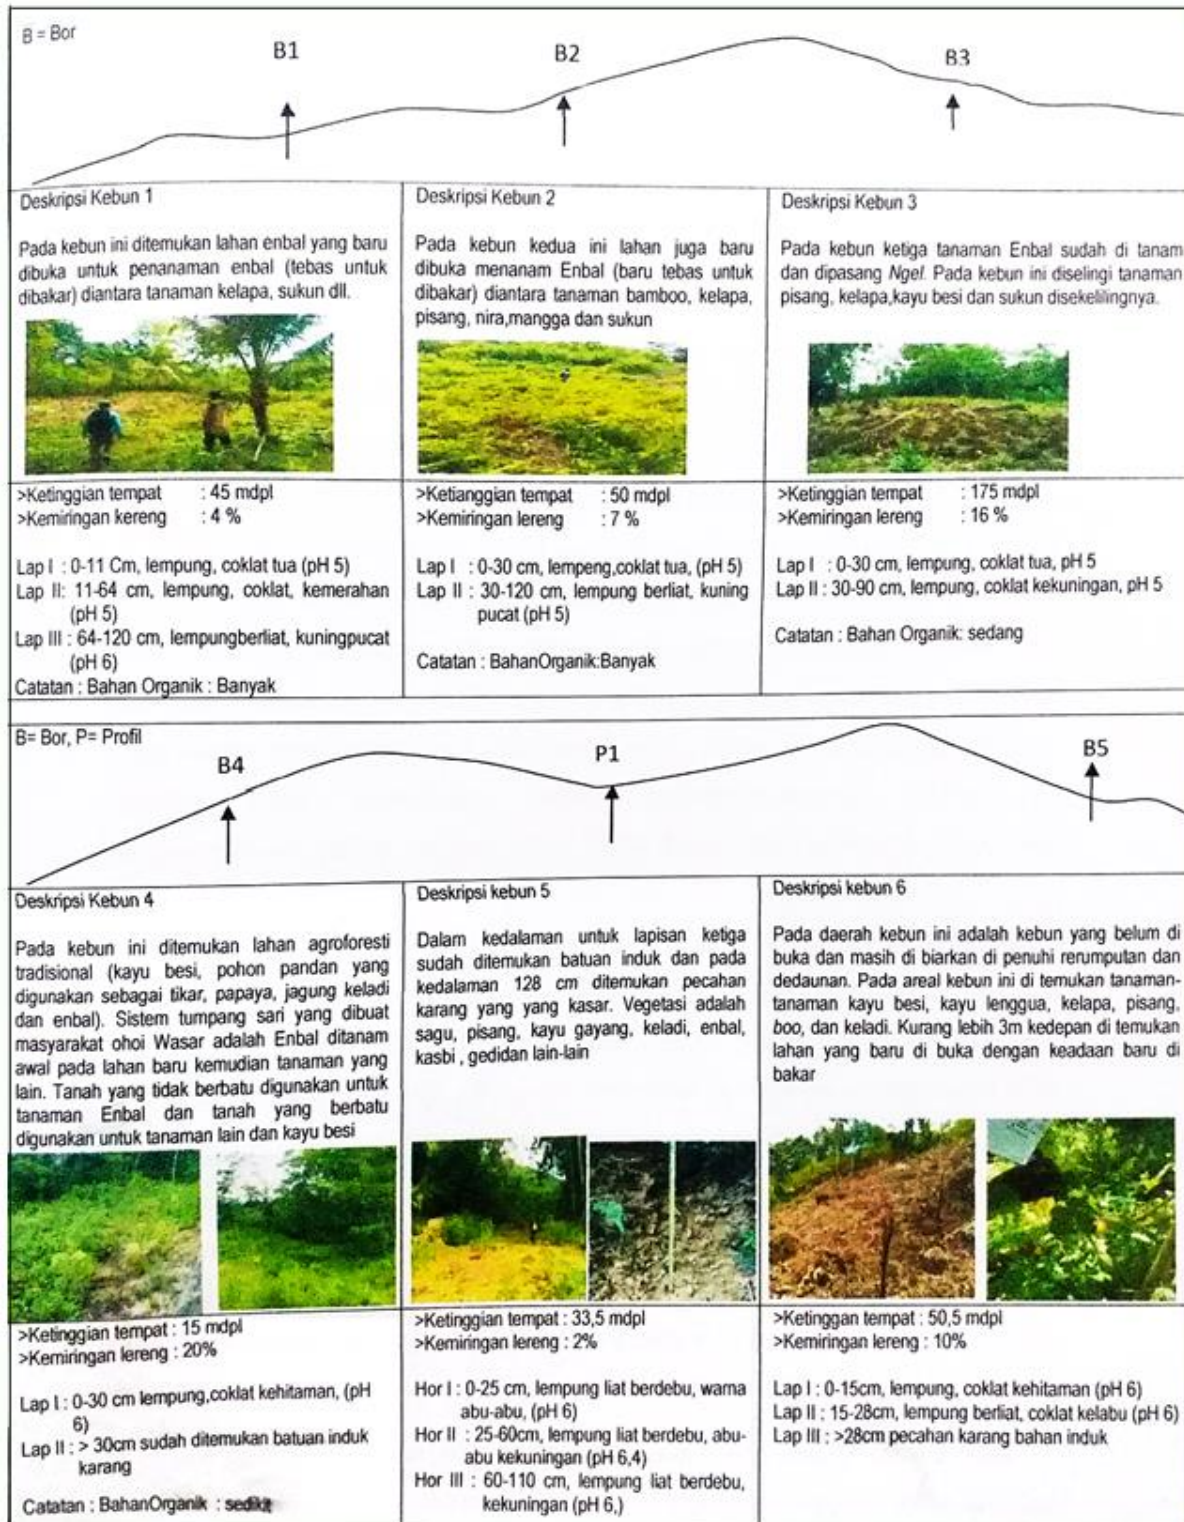 B = Bor
B1
B2
B3
Deskripsi Kebun 1
Pada kebun ini ditemukan lahan enbal yang baru
dibuka untuk penanaman enbal (tebas untuk
dibakar) diantara tanaman kelapa, sukun dll.
>Ketinggian tempat : 45 mdpl
>Kemiringan kereng : 4 %
Lap I : 0-11 Cm, lempung, coklat tua (pH 5)
Lap II: 11-64 cm, lempung, coklat, kemerahan
(pH 5)
Lap III : 64-120 cm, lempungberliat, kuningpucat
(pH 6)
Catatan : Bahan Organik : Banyak
Deskripsi Kebun 2
Pada kebun kedua ini lahan juga baru
dibuka menanam Enbal (baru tebas untuk
dibakar) diantara tanaman bamboo, kelapa,
pisang, nira,mangga dan sukun
>Ketianggian tempat : 50 mdpl
>Kemiringan lereng : 7 %
Lap I : 0-30 cm, lempeng,coklat tua, (pH 5)
Lap II : 30-120 cm, lempung berliat, kuning
pucat (pH 5)
Catatan : BahanOrganik:Banyak
Deskripsi Kebun 3
Pada kebun ketiga tanaman Enbal sudah di tanam
dan dipasang Ngel. Pada kebun ini diselingi tanaman
pisang, kelapa,kayu besi dan sukun disekelilingnya.
>Ketinggian tempat : 175 mdpl
>Kemiringan lereng : 16 %
Lap I : 0-30 cm, lempung, coklat tua, pH 5
Lap II : 30-90 cm, lempung, coklat kekuningan, pH 5
Catatan : Bahan Organik: sedang
B= Bor, P= Profil
B4
P1
B5
Deskripsi Kebun 4
Pada kebun ini ditemukan lahan agroforesti
tradisional (kayu besi, pohon pandan yang
digunakan sebagai tikar, papaya, jagung keladi
dan enbal). Sistem tumpang sari yang dibuat
masyarakat ohoi Wasar adalah Enbal ditanam
awal pada lahan baru kemudian tanaman yang
lain. Tanah yang tidak berbatu digunakan untuk
tanaman Enbal dan tanah yang berbatu
digunakan untuk tanaman lain dan kayu besi
>Ketinggian tempat : 15 mdpl
>Kemiringan lereng : 20%
Lap I : 0-30 cm lempung,coklat kehitaman, (pH
6)
Lap II : > 30cm sudah ditemukan batuan induk
karang
Catatan : BahanOrganik : sedikit
Deskripsi kebun 5
Dalam kedalaman untuk lapisan ketiga
sudah ditemukan batuan induk dan pada
kedalaman 128 cm ditemukan pecahan
karang yang yang kasar. Vegetasi adalah
sagu, pisang, kayu gayang, keladi, enbal,
kasbi , gedidan lain-lain
>Ketinggian tempat : 33,5 mdpl
>Kemiringan lereng : 2%
Hor I : 0-25 cm, lempung liat berdebu, warna
abu-abu, (pH 6)
Hor II : 25-60cm, lempung liat berdebu, abu-
abu kekuningan (pH 6,4)
Hor III : 60-110 cm, lempung liat berdebu,
kekuningan (pH 6,)
Deskripsi kebun 6
Pada daerah kebun ini adalah kebun yang belum di
buka dan masih di biarkan di penuhi rerumputan dan
dedaunan. Pada areal kebun ini di temukan tanaman-
tanaman kayu besi, kayu lenggua, kelapa, pisang,
boo, dan keladi. Kurang lebih 3m kedepan di temukan
lahan yang baru di buka dengan keadaan baru di
bakar
>Ketinggan tempat : 50,5 mdpl
>Kemiringan lereng : 10%
Lap I : 0-15cm, lempung, coklat kehitaman (pH 6)
Lap II : 15-28cm, lempung berliat, coklat kelabu (pH 6)
Lap III : >28cm pecahan karang bahan induk